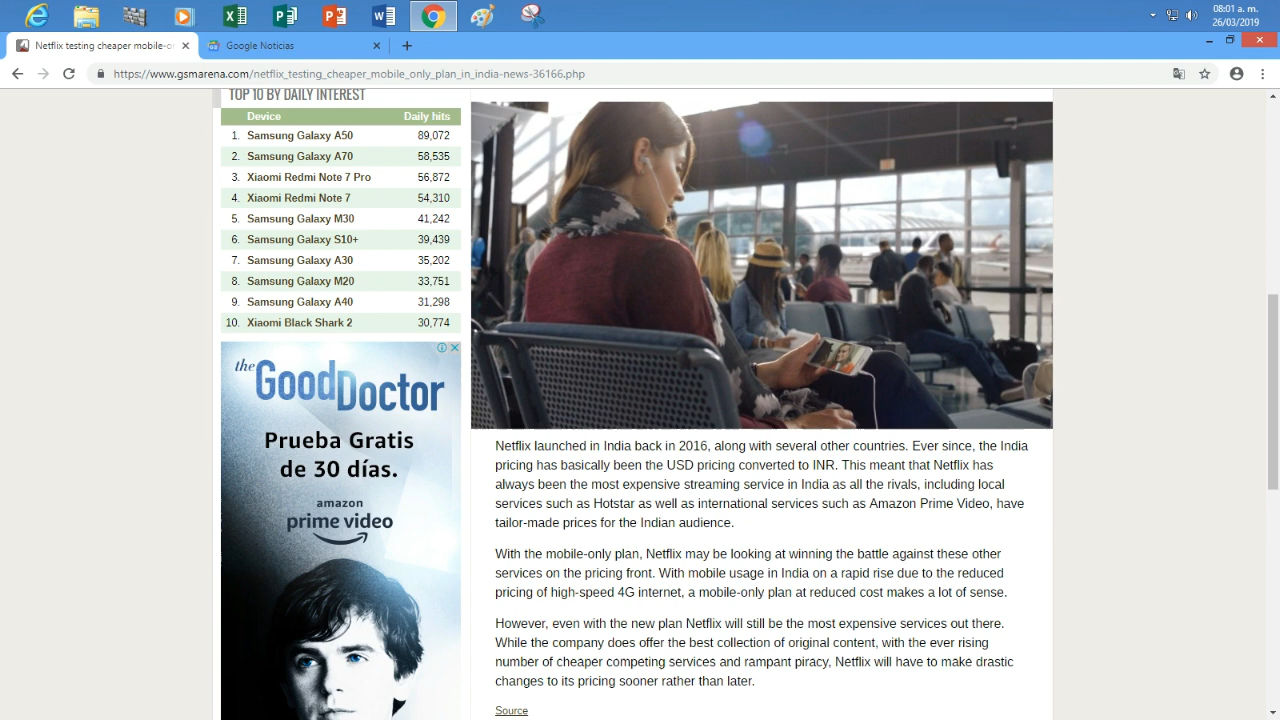 08:01 a. m.
26/03/2019
Netflix testing cheaper mobile-o
Google Noticias
https://www.gsmarena.com/netflix_testing_cheaper_mobile_only_plan_in_india-news-36166.php
TOP 10 BY DAILY INTEREST
Device Daily hits
1. Samsung Galaxy A50 89,072
2. Samsung Galaxy A70 58,535
3. Xiaomi Redmi Note 7 Pro 56,872
4. Xiaomi Redmi Note 7 54,310
5. Samsung Galaxy M30 41,242
6. Samsung Galaxy S10+ 39,439
7. Samsung Galaxy A30 35,202
8. Samsung Galaxy M20 33,751
9. Samsung Galaxy A40 31,298
10. Xiaomi Black Shark 2 30,774
the GoodDoctor
Prueba Gratis
de 30 días.
amazon
prime video
Netflix launched in India back in 2016, along with several other countries. Ever since, the India
pricing has basically been the USD pricing converted to INR. This meant that Netflix has
always been the most expensive streaming service in India as all the rivals, including local
services such as Hotstar as well as international services such as Amazon Prime Video, have
tailor-made prices for the Indian audience.
With the mobile-only plan, Netflix may be looking at winning the battle against these other
services on the pricing front. With mobile usage in India on a rapid rise due to the reduced
pricing of high-speed 4G internet, a mobile-only plan at reduced cost makes a lot of sense.
However, even with the new plan Netflix will still be the most expensive services out there.
While the company does offer the best collection of original content, with the ever rising
number of cheaper competing services and rampant piracy, Netflix will have to make drastic
changes to its pricing sooner rather than later.
Source